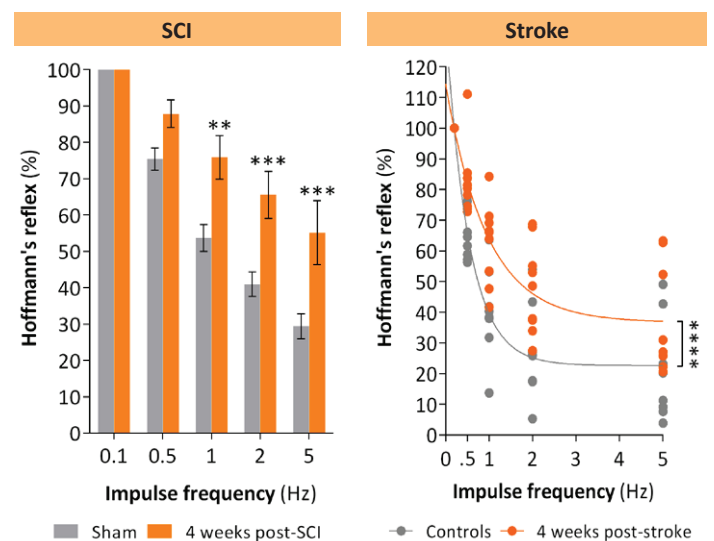 SCI
Hoffmann's reflex (%)
100
90
80
70
60
50
40
30
20
10
0
**
***
***
0.1 0.5 1 2 5
Impulse frequency (Hz)
Sham 4 weeks post-SCI
Stroke
Hoffmann's reflex (%)
120
110
100
90
80
70
60
50
40
30
20
10
0
****
0 .5 1 2 3 4 5
Impulse frequency (Hz)
Controls 4 weeks post-stroke